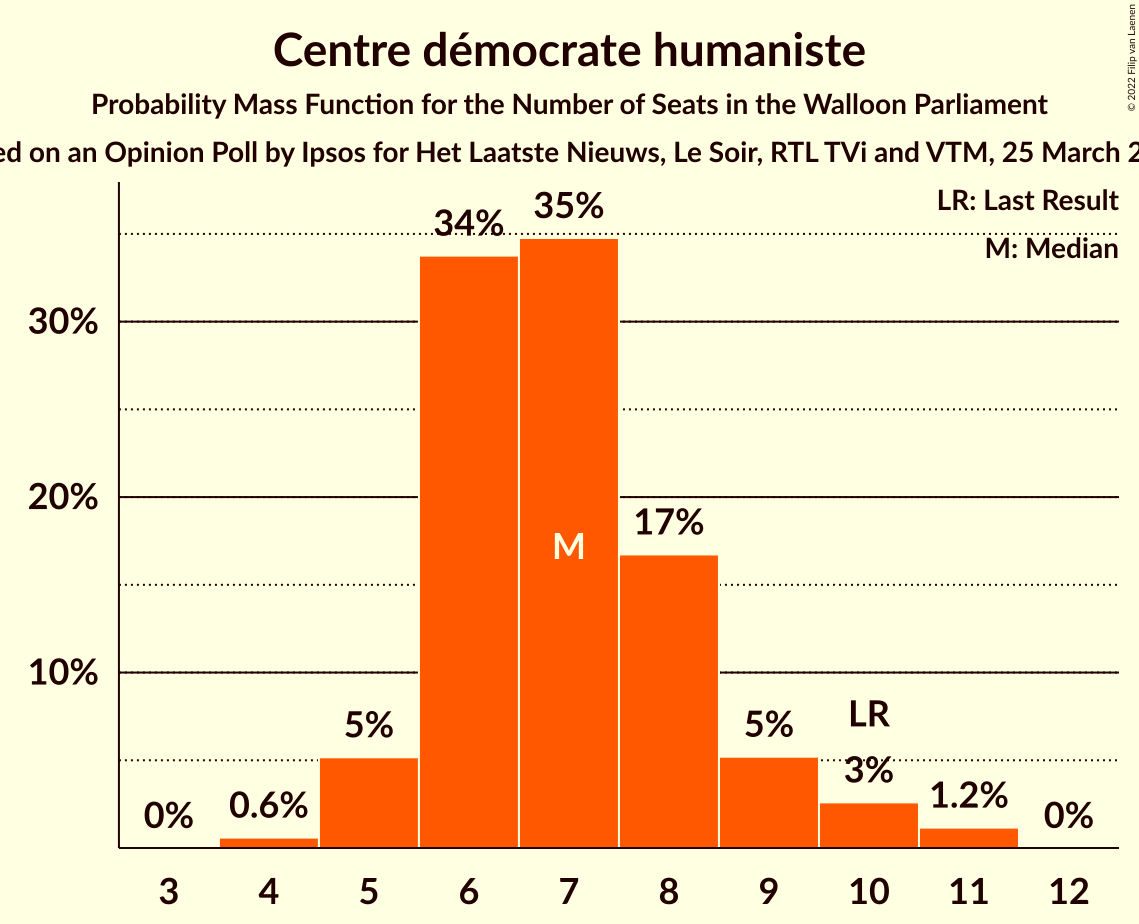 Centre démocrate humaniste
Probability Mass Function for the Number of Seats in the Walloon Parliament
on an Opinion Poll by Ipsos for Het Laatste Nieuws, Le Soir, RTL TVi and VTM, 25 March
© 2022 Filip van Laenen
LR: Last Result
M: Median
30%
20%
10%
0%
0.6%
5%
34%
35%
M
17%
5%
LR
3%
1.2%
0%
3 4 5 6 7 8 9 10 11 12